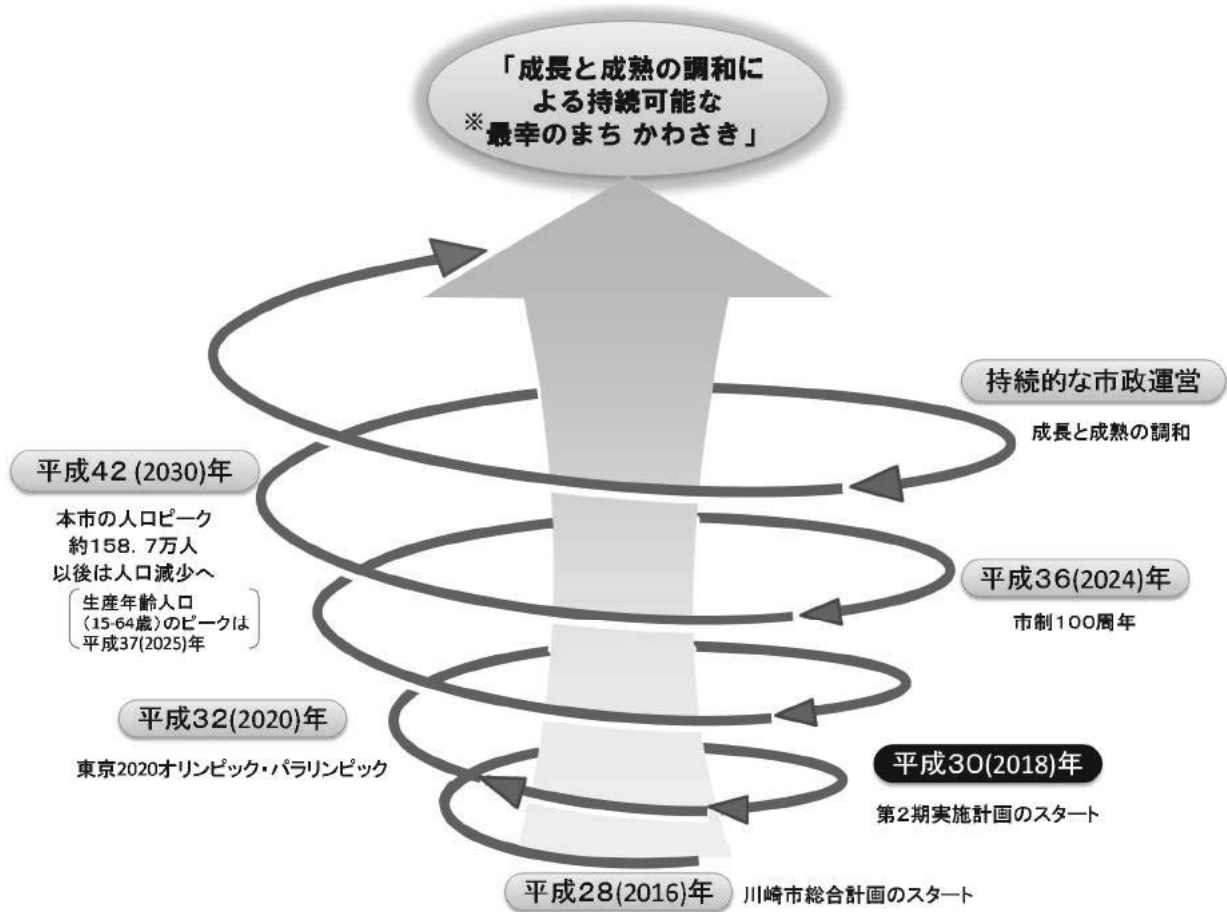 「成長と成熟の調和に
よる持続可能な
※最幸のまち かわさき」
持続的な市政運営
成長と成熟の調和
平成42(2030)年
本市の人口ピーク
約158.7万人
以後は人口減少へ
生産年齢人口
(15-64歳)のピークは
平成37(2025)年
平成36(2024)年
市制100周年
平成32(2020)年
東京2020オリンピック・パラリンピック
平成30(2018)年
第2期実施計画のスタート
平成28(2016)年 川崎市総合計画のスタート